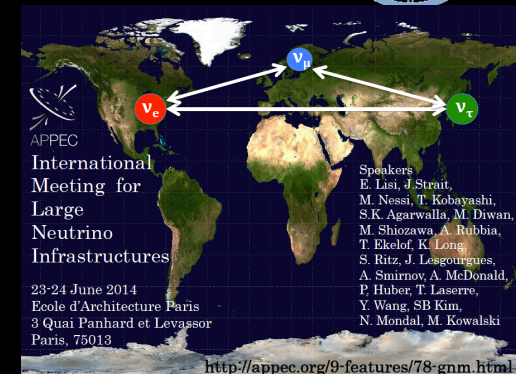 νμ
νe
ντ
APPEC
International
Meeting for
Large
Neutrino
Infrastructures
23-24 June 2014
Ecole d'Architecture Paris
3 Quai Panhard et Levassor
Paris, 75013
Speakers
E. Lisi, J.Strait,
M. Nessi, T. Kobayashi,
S.K. Agarwalla, M. Diwan,
M. Shiozawa, A. Rubbia,
T. Ekelof, K. Long,
S. Ritz, J. Lesgourgues,
A. Smirnov, A. McDonald,
P, Huber, T. Laserre,
Y. Wang, SB Kim,
N. Mondal, M. Kowalski
http://appec.org/9-features/78-gnm.html